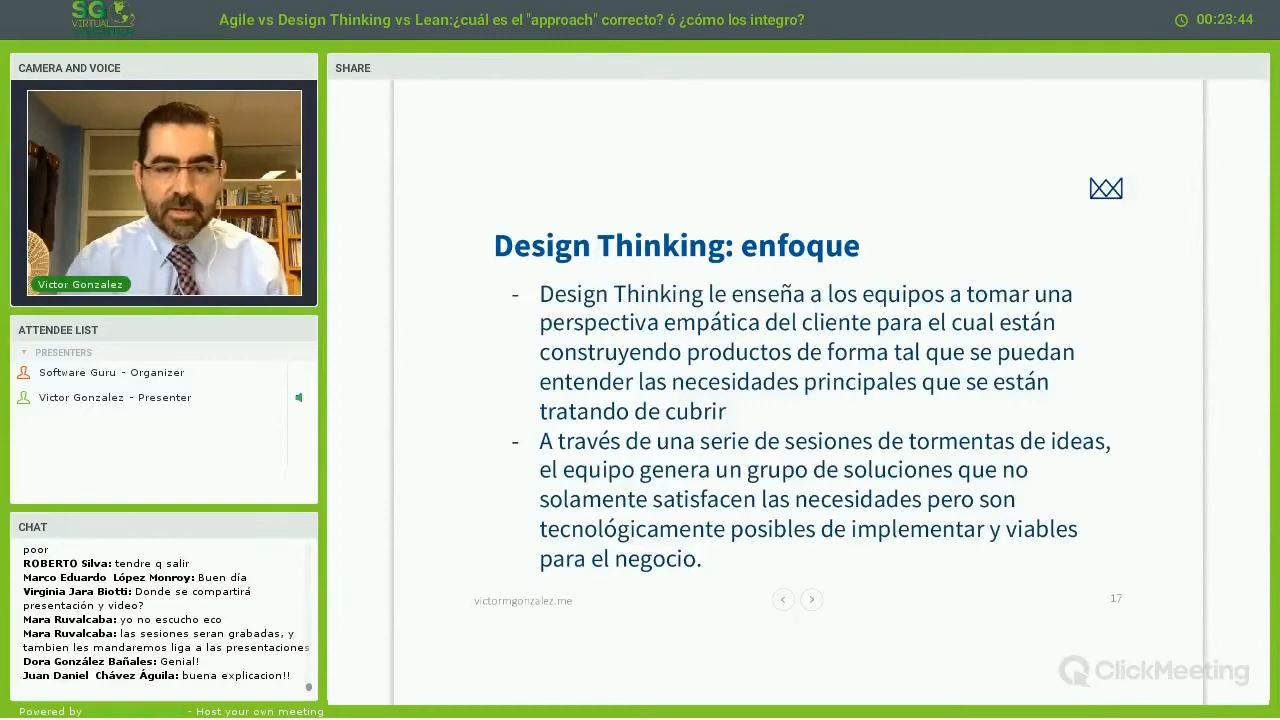 SG
VIRTUAL
Agile vs Design Thinking vs Lean:¿cuál es el "approach" correcto? ó ¿cómo los integro?
00:23:44
CAMERA AND VOICE
Victor Gonzalez
ATTENDEE LIST
PRESENTERS
Software Guru - Organizer
Victor Gonzalez - Presenter
CHAT
poor
ROBERTO Silva: tendre q salir
Marco Eduardo López Monroy: Buen día
Virginia Jara Biotti: Donde se compartirá
presentación y video?
Mara Ruvalcaba: yo no escucho eco
Mara Ruvalcaba: las sesiones seran grabadas, y
tambien les mandaremos liga a las presentaciones
Dora González Bañales: Genial!
Juan Daniel Chávez Águila: buena explicacion!!
Powered by - Host your own meeting
SHARE
Design Thinking: enfoque
- Design Thinking le enseña a los equipos a tomar una
perspectiva empática del cliente para el cual están
construyendo productos de forma tal que se puedan
entender las necesidades principales que se están
tratando de cubrir
- A través de una serie de sesiones de tormentas de ideas,
el equipo genera un grupo de soluciones que no
solamente satisfacen las necesidades pero son
tecnológicamente posibles de implementar y viables
para el negocio.
victormgonzalez.me
17
ClickMeeting